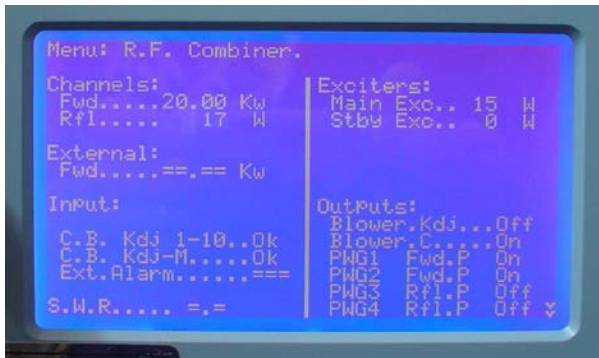 Menu: R.F. Combiner.
Channels:
Fwd.....20.00 Kw
Rfl..... 17 W
External:
Fwd.....==.== Kw
Input:
C.B. Kdj 1-10..Ok
C.B. Kdj-M.....Ok
Ext.Alarm......===
S.W.R..... =.=
Exciters:
Main Exc.. 15 W
Stby Exc.. 0 W
Outputs:
Blower.Kdj...Off
Blower.C.....On
PWG1 Fwd.P On
PWG2 Fwd.P On
PWG3 Rfl.P Off
PWG4 Rfl.P Off